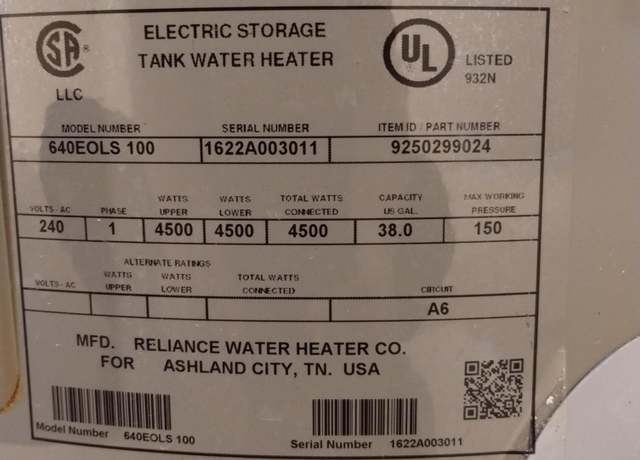 ELECTRIC STORAGE
TANK WATER HEATER
SA ®
LLC
UL
LISTED
932N
MODEL NUMBER SERIAL NUMBER ITEM ID / PART NUMBER
640EOLS 100 1622A003011 9250299024
VOLTS - AC PHASE WATTS UPPER WATTS LOWER TOTAL WATTS CONNECTED CAPACITY US GAL. MAX WORKING PRESSURE
240 1 4500 4500 4500 38.0 150
ALTERNATE RATINGS
VOLTS - AC WATTS UPPER WATTS LOWER TOTAL WATTS CONNECTED CIRCUIT
A6
MFD. RELIANCE WATER HEATER CO.
FOR ASHLAND CITY, TN. USA
Model Number 640EOLS 100
Serial Number 1622A003011